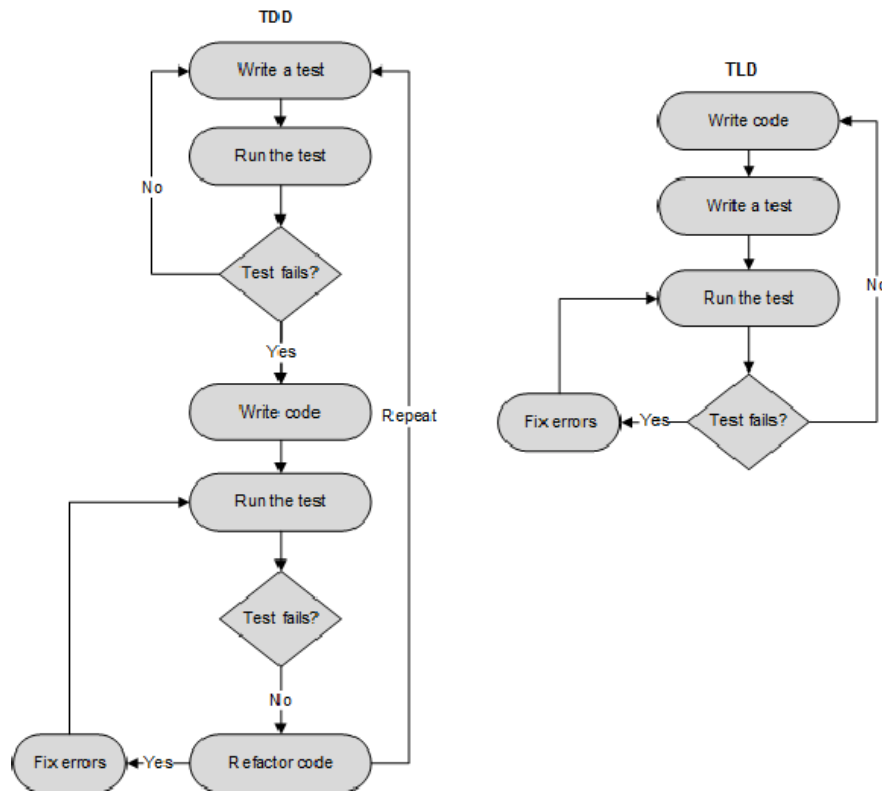 TDD
Write a test
Run the test
No
Test fails?
Yes
Write code
Repeat
Run the test
Test fails?
No
Fix errors
Yes
Refactor code
TLD
Write code
Write a test
Run the test
No
Fix errors
Yes
Test fails?